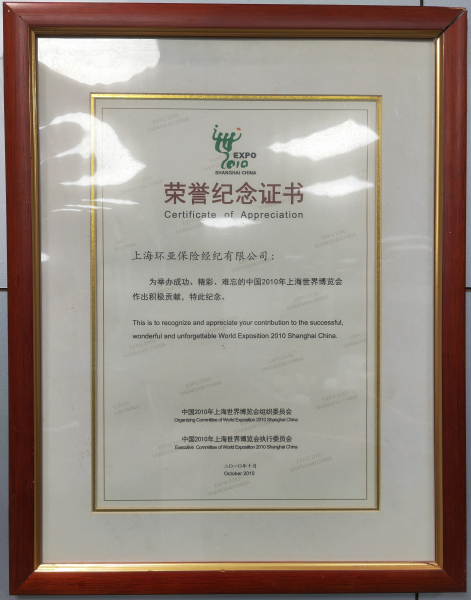 EXPO
2010
SHANGHAI CHINA
荣誉纪念证书
Certificate of Appreciation
上海环亚保险经纪有限公司：
为举办成功、精彩、难忘的中国2010年上海世界博览会
作出积极贡献，特此纪念。
This is to recognize and appreciate your contribution to the successful,
wonderful and unforgettable World Exposition 2010 Shanghai China.
中国2010年上海世界博览会组织委员会
Organizing Committee of World Exposition 2010 Shanghai China
中国2010年上海世界博览会执行委员会
Executive Committee of World Exposition 2010 Shanghai China
二〇一〇年十月
October 2010